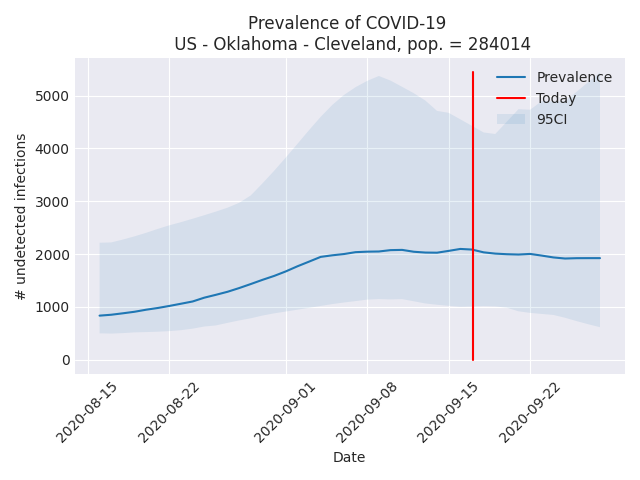 Prevalence of COVID-19
US - Oklahoma - Cleveland, pop. = 284014
Prevalence
Today
95CI
# undetected infections
5000
4000
3000
2000
1000
0
2020-08-15
2020-08-22
2020-09-01
2020-09-08
2020-09-15
2020-09-22
Date